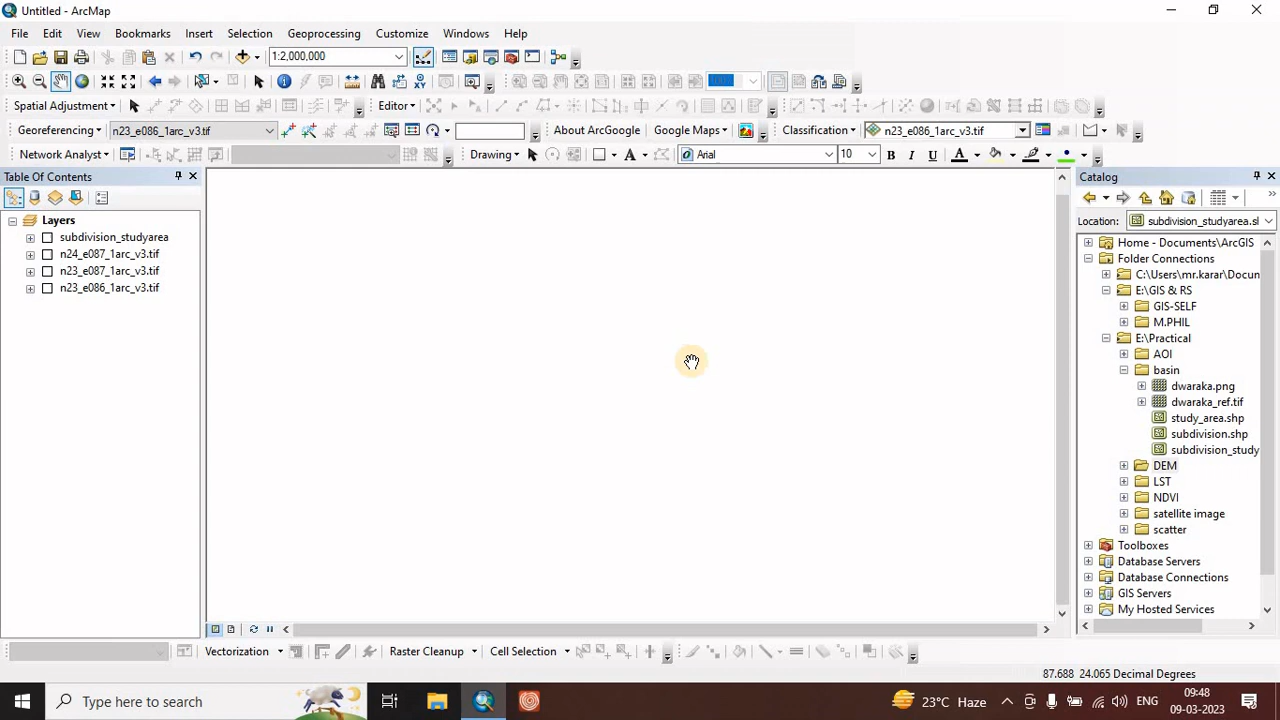 Untitled - ArcMap
File Edit View Bookmarks Insert Selection Geoprocessing Customize Windows Help
1:2,000,000
Spatial Adjustment Editor
Georeferencing n23_e086_1arc_v3.tif About ArcGoogle Google Maps Classification n23_e086_1arc_v3.tif
Network Analyst Drawing A Arial 10 B I U A
Table Of Contents
Layers
subdivision_studyarea
n24_e087_1arc_v3.tif
n23_e087_1arc_v3.tif
n23_e086_1arc_v3.tif
Catalog
Location: subdivision_studyarea.sl
Home - Documents\ArcGIS
Folder Connections
C:\Users\mr.karar\Docun
E:\GIS & RS
GIS-SELF
M.PHIL
E:\Practical
AOI
basin
dwaraka.png
dwaraka_ref.tif
study_area.shp
subdivision.shp
subdivision_study
DEM
LST
NDVI
satellite image
scatter
Toolboxes
Database Servers
Database Connections
GIS Servers
My Hosted Services
Vectorization Raster Cleanup Cell Selection
87.688 24.065 Decimal Degrees
Type here to search
23°C Haze
ENG
09:48
09-03-2023